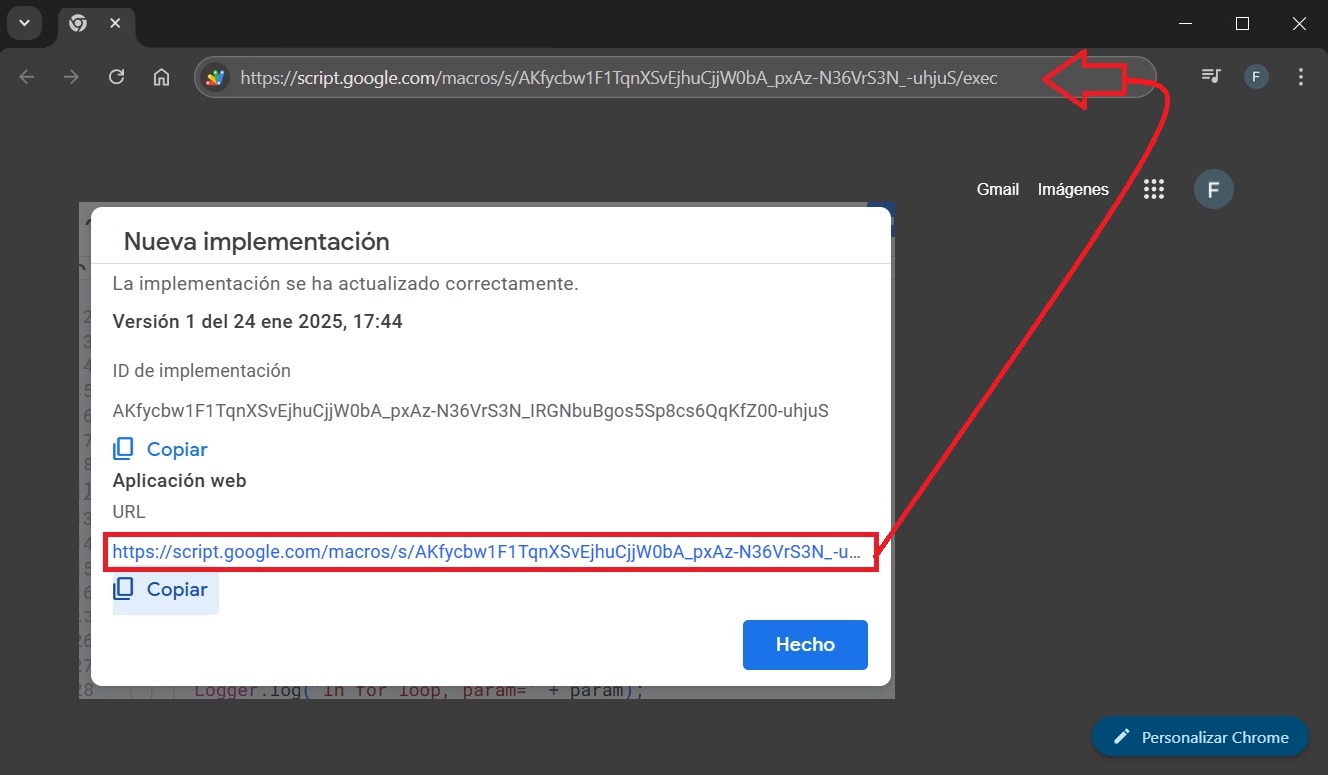 https://script.google.com/macros/s/AKfycbw1F1TqnXSvEjhuCjjW0bA_pxAz-N36VrS3N_-uhjuS/exec
F
Gmail
Imágenes
F
Nueva implementación
La implementación se ha actualizado correctamente.
Versión 1 del 24 ene 2025, 17:44
ID de implementación
AKfycbw1F1TqnXSvEjhuCjjW0bA_pxAz-N36VrS3N_IRGNbuBgos5Sp8cs6QqKfZ00-uhjuS
Copiar
Aplicación web
URL
https://script.google.com/macros/s/AKfycbw1F1TqnXSvEjhuCjjW0bA_pxAz-N36VrS3N_-u...
Copiar
Hecho
28 Logger.log('In for loop, param=' + param);
Personalizar Chrome